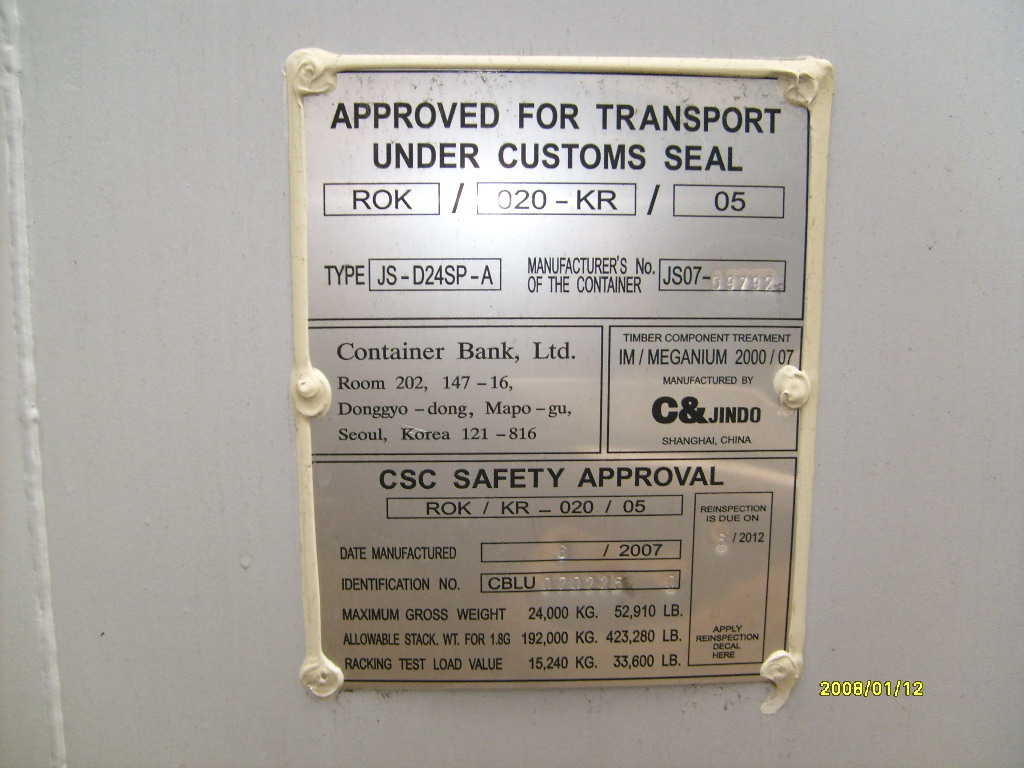 APPROVED FOR TRANSPORT
UNDER CUSTOMS SEAL
ROK / 020-KR / 05
TYPE JS-D24SP-A MANUFACTURER'S No. OF THE CONTAINER JS07-
Container Bank, Ltd.
Room 202, 147-16,
Donggyo-dong, Mapo-gu,
Seoul, Korea 121-816
TIMBER COMPONENT TREATMENT
IM / MEGANIUM 2000 / 07
MANUFACTURED BY
C&JINDO
SHANGHAI, CHINA
CSC SAFETY APPROVAL
ROK / KR - 020 / 05
DATE MANUFACTURED 6 / 2007
IDENTIFICATION NO. CBLU
MAXIMUM GROSS WEIGHT 24,000 KG. 52,910 LB.
ALLOWABLE STACK. WT. FOR 1.8G 192,000 KG. 423,280 LB.
RACKING TEST LOAD VALUE 15,240 KG. 33,600 LB.
REINSPECTION
IS DUE ON
6 / 2012
APPLY
REINSPECTION
DECAL
HERE
2008/01/12